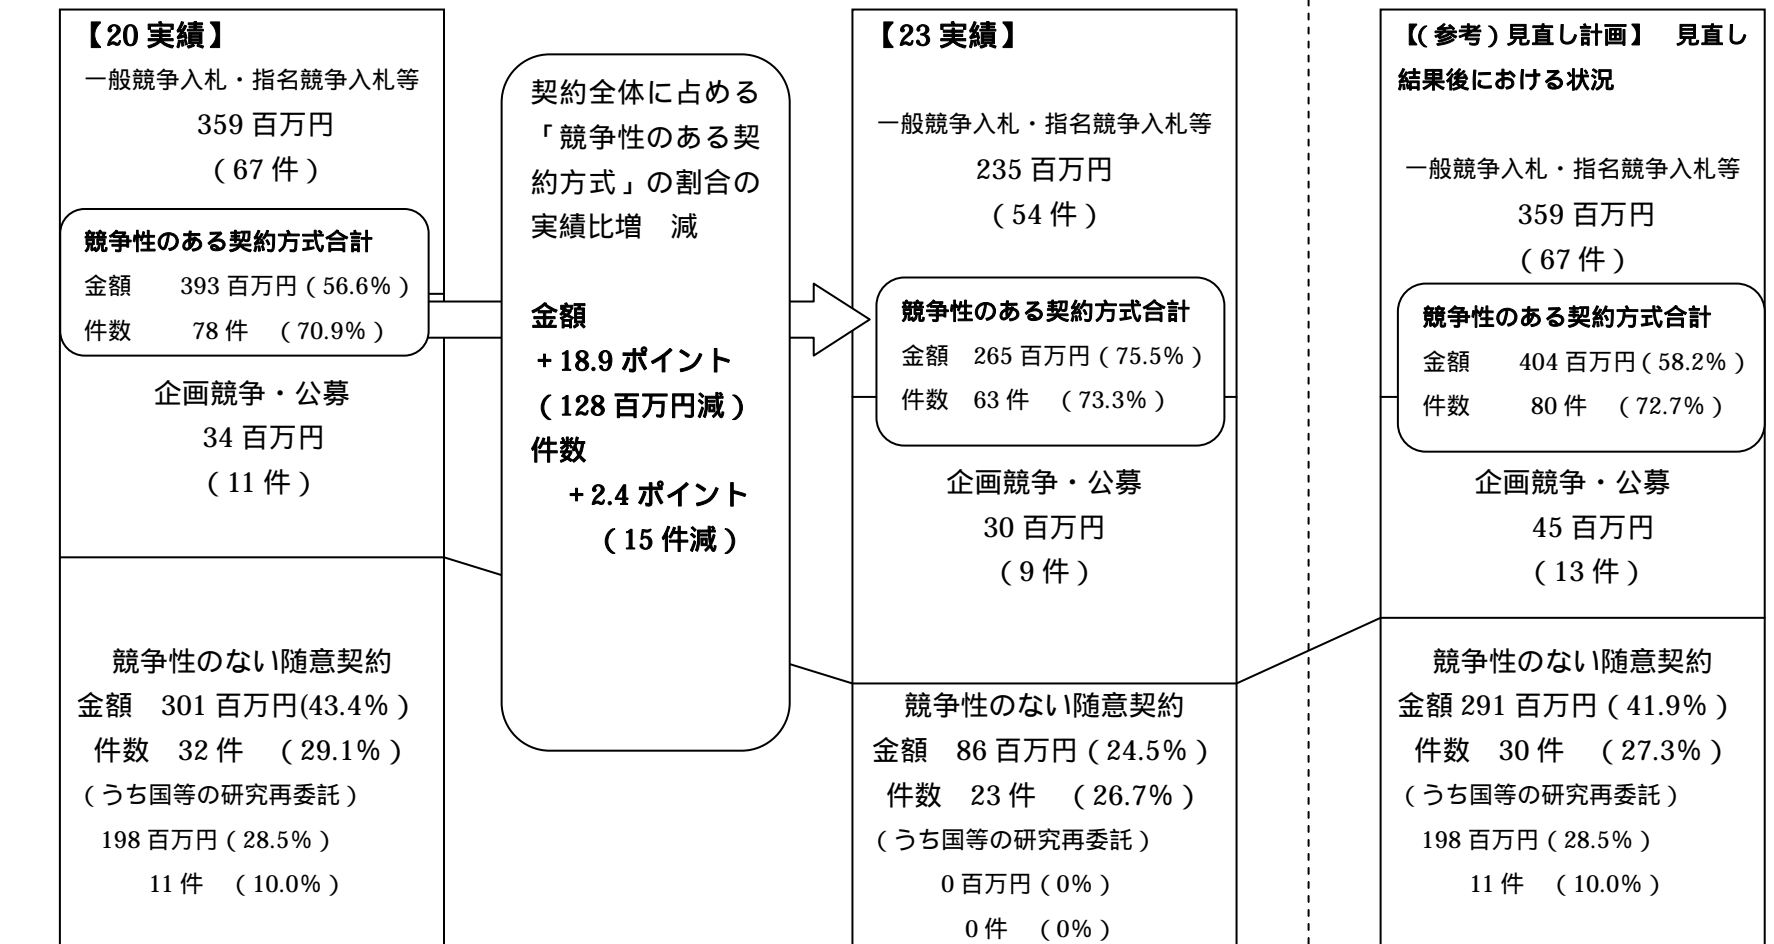 【20 実績】
一般競争入札・指名競争入札等
359 百万円
(67 件)
競争性のある契約方式合計
金額 393 百万円(56.6%)
件数 78 件 (70.9%)
企画競争・公募
34 百万円
(11 件)
競争性のない随意契約
金額 301 百万円(43.4%)
件数 32 件 (29.1%)
(うち国等の研究再委託)
198 百万円(28.5%)
11 件 (10.0%)
契約全体に占める
「競争性のある契
約方式」の割合の
実績比増 減
金額
+18.9 ポイント
(128 百万円減)
件数
+2.4 ポイント
(15 件減)
【23 実績】
一般競争入札・指名競争入札等
235 百万円
(54 件)
競争性のある契約方式合計
金額 265 百万円(75.5%)
件数 63 件 (73.3%)
企画競争・公募
30 百万円
(9 件)
競争性のない随意契約
金額 86 百万円(24.5%)
件数 23 件 (26.7%)
(うち国等の研究再委託)
0 百万円(0%)
0 件 (0%)
【(参考)見直し計画】 見直し
結果後における状況
一般競争入札・指名競争入札等
359 百万円
(67 件)
競争性のある契約方式合計
金額 404 百万円(58.2%)
件数 80 件 (72.7%)
企画競争・公募
45 百万円
(13 件)
競争性のない随意契約
金額 291 百万円(41.9%)
件数 30 件 (27.3%)
(うち国等の研究再委託)
198 百万円(28.5%)
11 件 (10.0%)